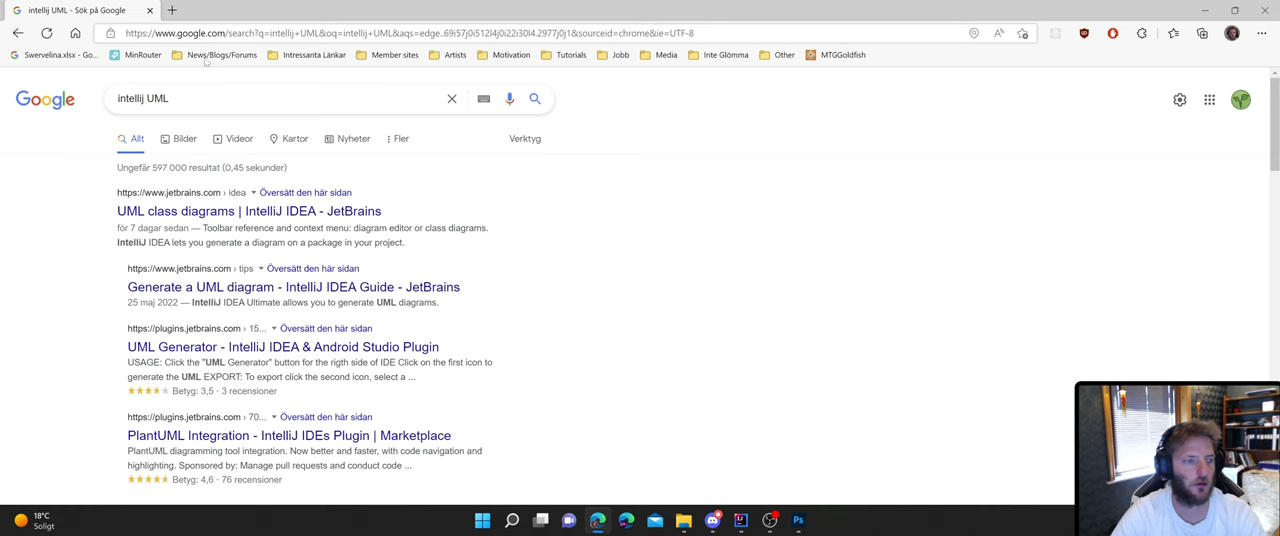 intellij UML - Sök på Google
https://www.google.com/search?q=intellij+UML&oq=intellij+UML&aqs=edge..69i57j0i512l4j0i22i30l4.2977j0j1&sourceid=chrome&ie=UTF-8
Swervelina.xlsx - Go... MinRouter News/Blogs/Forums Intressanta Länkar Member sites Artists Motivation Tutorials Jobb Media Inte Glömma Other MTGGoldfish
Google
intellij UML
Allt Bilder Videor Kartor Nyheter Fler Verktyg
Ungefär 597 000 resultat (0,45 sekunder)
https://www.jetbrains.com › idea Översätt den här sidan
UML class diagrams | IntelliJ IDEA - JetBrains
för 7 dagar sedan — Toolbar reference and context menu: diagram editor or class diagrams.
IntelliJ IDEA lets you generate a diagram on a package in your project.
https://www.jetbrains.com › tips Översätt den här sidan
Generate a UML diagram - IntelliJ IDEA Guide - JetBrains
25 maj 2022 — IntelliJ IDEA Ultimate allows you to generate UML diagrams.
https://plugins.jetbrains.com › 15... Översätt den här sidan
UML Generator - IntelliJ IDEA & Android Studio Plugin
USAGE: Click the "UML Generator" button for the rigth side of IDE Click on the first icon to
generate the UML EXPORT: To export click the second icon, select a ...
Betyg: 3,5 · 3 recensioner
https://plugins.jetbrains.com › 70... Översätt den här sidan
PlantUML Integration - IntelliJ IDEs Plugin | Marketplace
PlantUML diagramming tool integration. Now better and faster, with code navigation and
highlighting. Sponsored by: Manage pull requests and conduct code ...
Betyg: 4,6 · 76 recensioner
18°C
Soligt
Ps